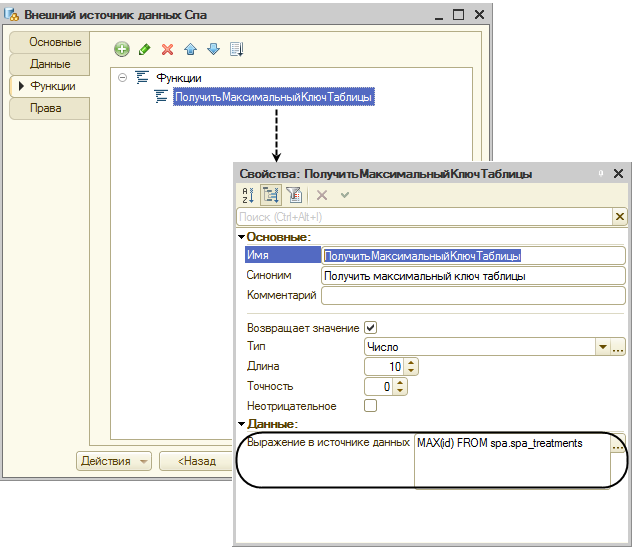 Внешний источник данных Спа
Основные
Данные
Функции
Права
Функции
ПолучитьМаксимальныйКлючТаблицы
Действия
<Назад
Свойства: ПолучитьМаксимальныйКлючТаблицы
Поиск (Ctrl+Alt+I)
Основные:
Имя ПолучитьМаксимальныйКлючТаблицы
Синоним Получить максимальный ключ таблицы
Комментарий
Возвращает значение
Тип Число
Длина 10
Точность 0
Неотрицательное
Данные:
Выражение в источнике данных MAX(id) FROM spa.spa_treatments